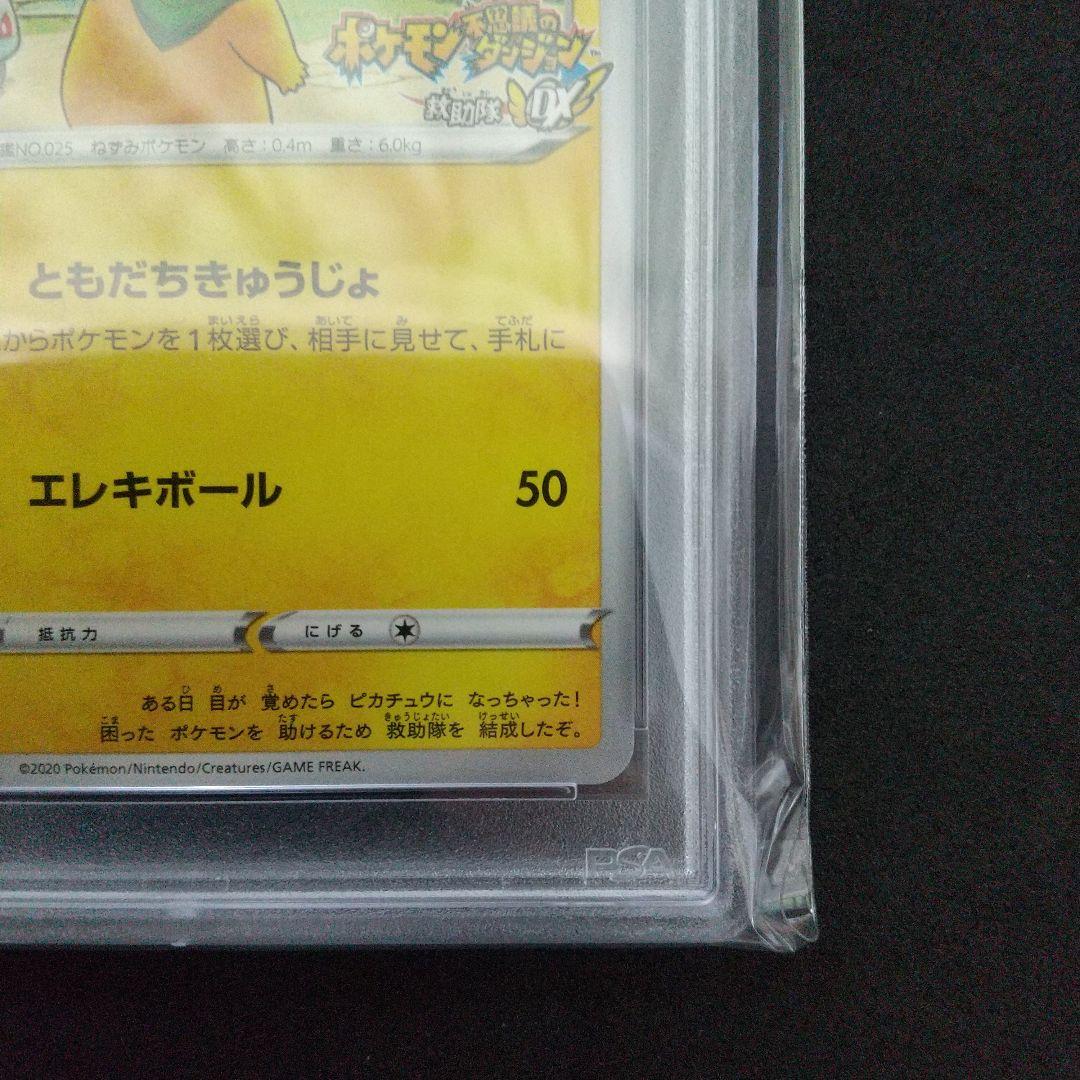 ポケモン不思議のダンジョン™
救助隊DX
鑑NO.025 ねずみポケモン 高さ:0.4m 重さ:6.0kg
ともだちきゅうじょ
からポケモンを1枚選び、相手に見せて、手札に
エレキボール 50
抵抗力 にげる
ある日 目が 覚めたら ピカチュウに なっちゃった!
困った ポケモンを 助けるため 救助隊を 結成したぞ。
©2020 Pokémon/Nintendo/Creatures/GAME FREAK.
PSA